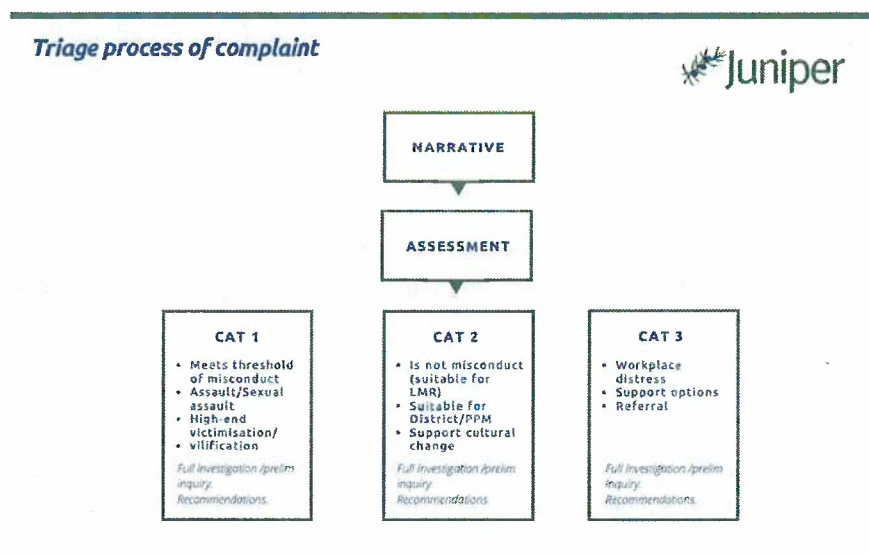 Triage process of complaint
Juniper
NARRATIVE
ASSESSMENT
CAT 1
• Meets threshold
of misconduct
• Assault/Sexual
assault
• High-end
victimisation/
• vilification
Full investigation /prelim
inquiry.
Recommendations.
CAT 2
• Is not misconduct
(suitable for
LMR)
• Suitable for
District/PPM
• Support cultural
change
Full investigation /prelim
inquiry
Recommendations.
CAT 3
• Workplace
distress
• Support options
• Referral
Full investigation /prelim
inquiry.
Recommendations.